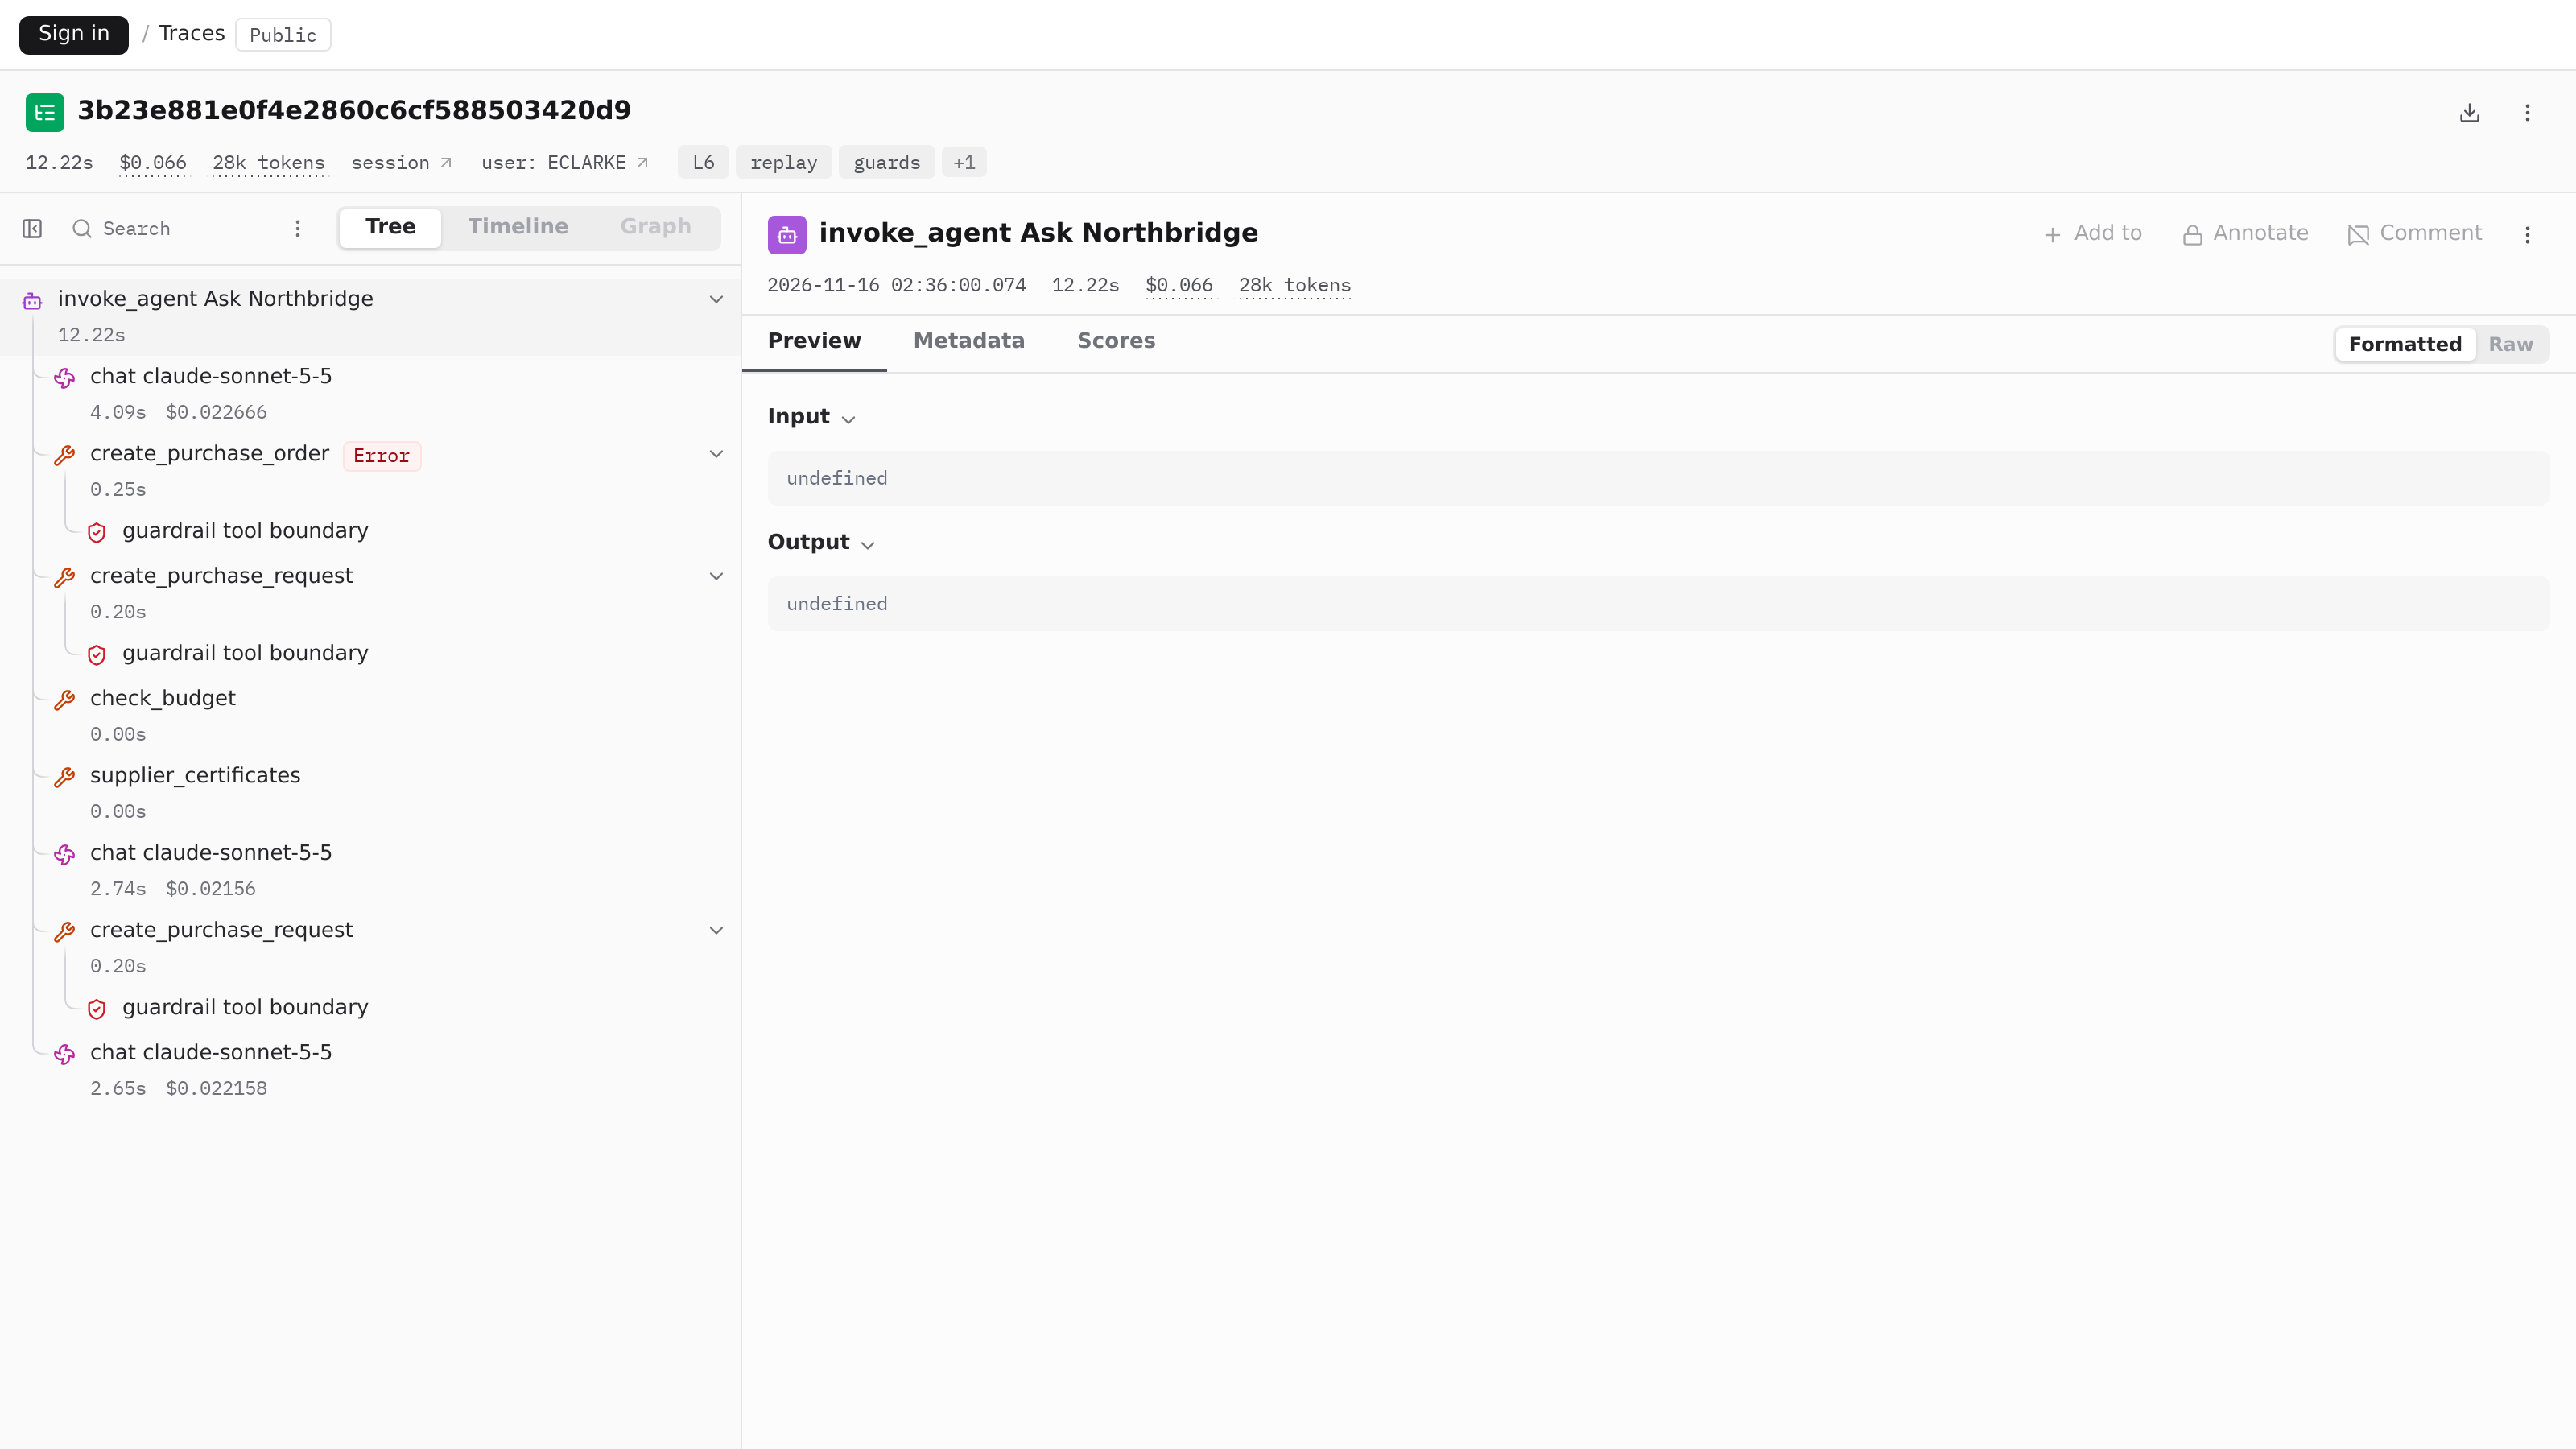 Sign in / Traces Public
3b23e881e0f4e2860c6cf588503420d9
12.22s $0.066 28k tokens session user: ECLARKE L6 replay guards +1
Search Tree Timeline Graph
invoke_agent Ask Northbridge
12.22s
chat claude-sonnet-5-5
4.09s $0.022666
create_purchase_order Error
0.25s
guardrail tool boundary
create_purchase_request
0.20s
guardrail tool boundary
check_budget
0.00s
supplier_certificates
0.00s
chat claude-sonnet-5-5
2.74s $0.02156
create_purchase_request
0.20s
guardrail tool boundary
chat claude-sonnet-5-5
2.65s $0.022158
invoke_agent Ask Northbridge Add to Annotate Comment
2026-11-16 02:36:00.074 12.22s $0.066 28k tokens
Preview Metadata Scores Formatted Raw
Input
undefined
Output
undefined